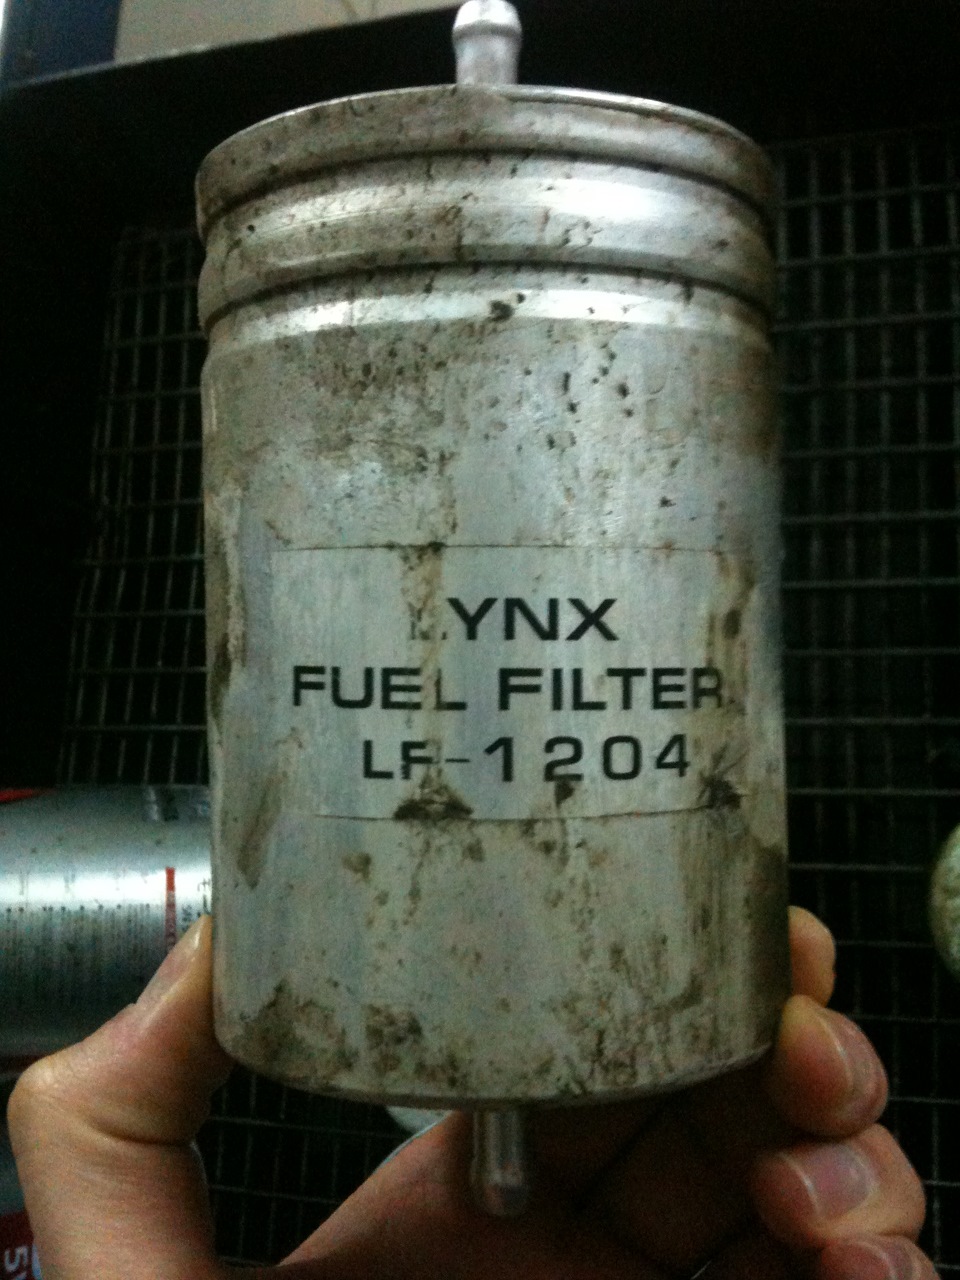 LYNX
FUEL FILTER
LF-1204